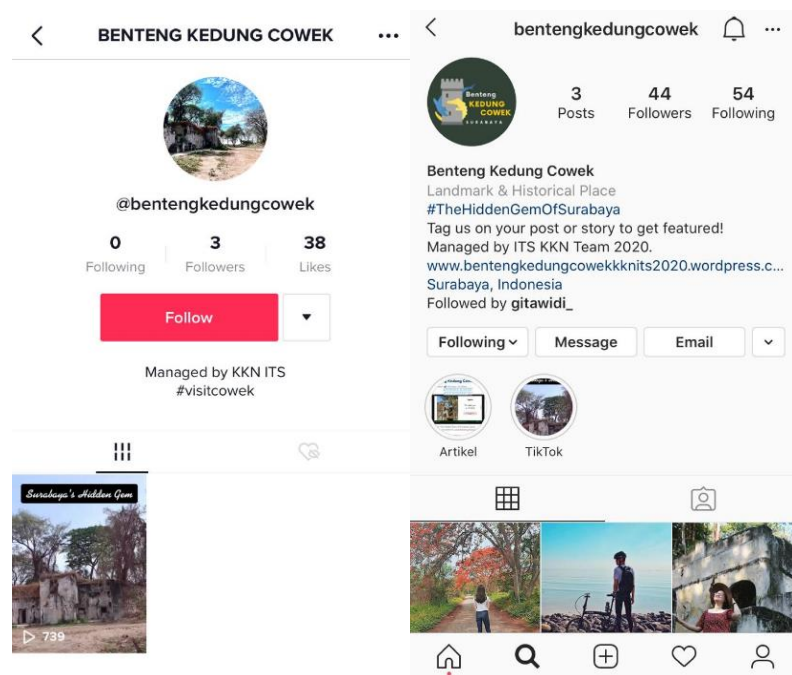 BENTENG KEDUNG COWEK
@bentengkedungcowek
0 3 38
Following Followers Likes
Follow
Managed by KKN ITS
#visitcowek
Surabaya's Hidden Gem
739
bentengkedungcowek
Benteng
KEDUNG
COWEK
SURABAYA
3 44 54
Posts Followers Following
Benteng Kedung Cowek
Landmark & Historical Place
#TheHiddenGemOfSurabaya
Tag us on your post or story to get featured!
Managed by ITS KKN Team 2020.
www.bentengkedungcowekkknits2020.wordpress.c...
Surabaya, Indonesia
Followed by gitawidi_
Following Message Email
Artikel TikTok